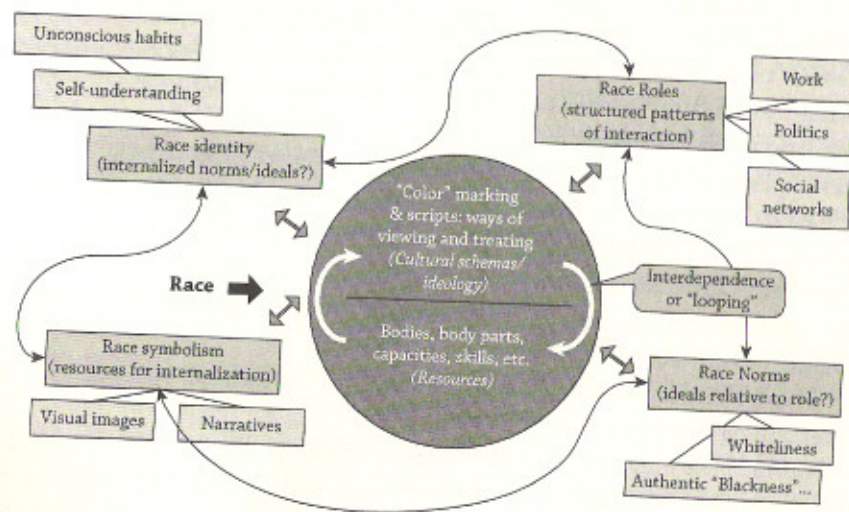 Unconscious habits
Self-understanding
Race identity
(internalized norms/ideals?)
Race Roles
(structured patterns
of interaction)
Work
Politics
Social
networks
"Color" marking
& scripts: ways of
viewing and treating
(Cultural schemas/
ideology)
Race
Bodies, body parts,
capacities, skills, etc.
(Resources)
Interdependence
or "looping"
Race symbolism
(resources for internalization)
Visual images
Narratives
Race Norms
(ideals relative to role?)
Whiteliness
Authentic "Blackness"...